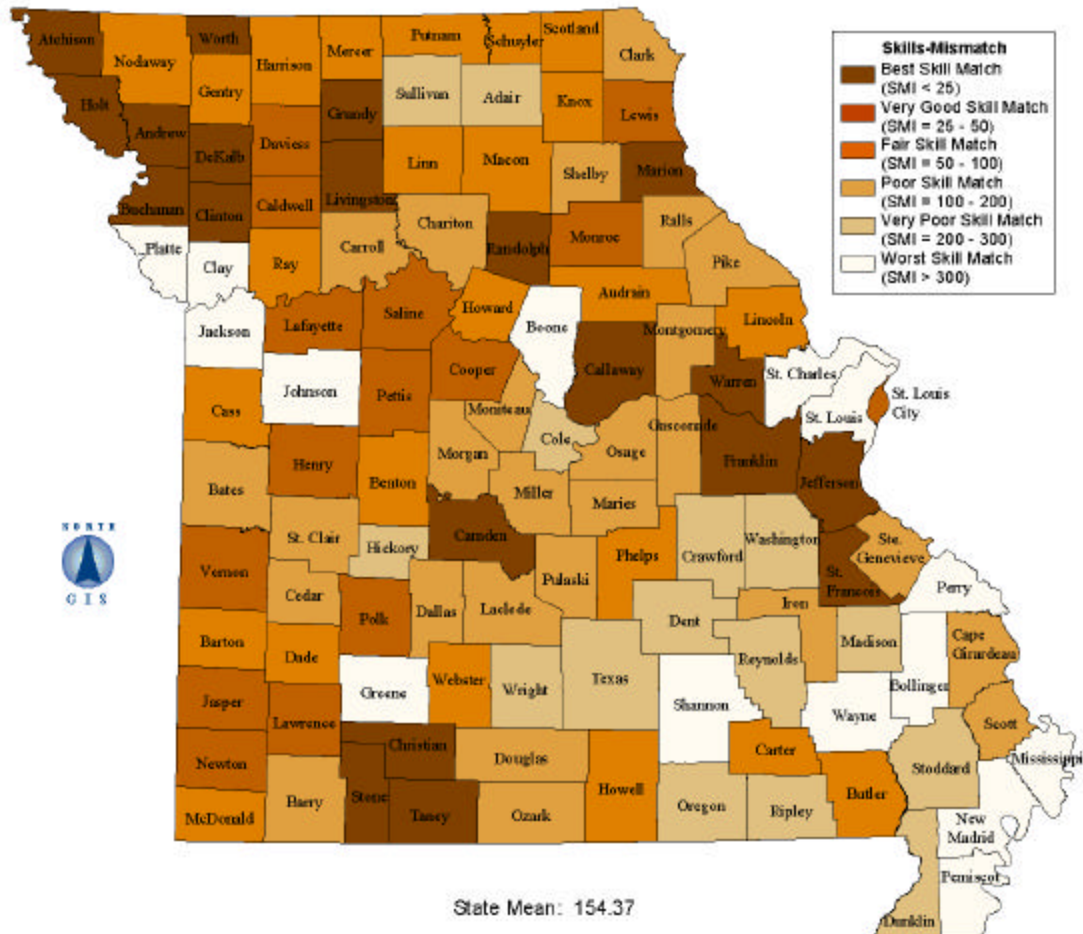 Skills-Mismatch
Best Skill Match
(SMI < 25)
Very Good Skill Match
(SMI = 25 - 50)
Fair Skill Match
(SMI = 50 - 100)
Poor Skill Match
(SMI = 100 - 200)
Very Poor Skill Match
(SMI = 200 - 300)
Worst Skill Match
(SMI > 300)
Atchison
Nodaway
Worth
Harrison
Mercer
Putnam
Schuyler
Scotland
Clark
Gentry
Sullivan
Adair
Knox
Lewis
Holt
Andrew
DeKalb
Daviess
Grundy
Linn
Macon
Shelby
Marion
Buchanan
Clinton
Caldwell
Livingston
Chariton
Randolph
Monroe
Ralls
Pike
Platte
Clay
Ray
Carroll
Howard
Boone
Audrain
Lincoln
Jackson
Lafayette
Saline
Cooper
Callaway
Montgomery
Warren
St. Charles
St. Louis
City
St. Louis
Cass
Johnson
Pettis
Moniteau
Cole
Osage
Gasconade
Franklin
Jefferson
Bates
Henry
Benton
Morgan
Miller
Maries
St. Clair
Hickory
Camden
Pulaski
Phelps
Crawford
Washington
St.
Francois
Ste.
Genevieve
Perry
Vernon
Cedar
Polk
Dallas
Laclede
Dent
Iron
Madison
Cape
Girardeau
Barton
Dade
Greene
Webster
Wright
Texas
Shannon
Reynolds
Wayne
Bollinger
Scott
Jasper
Lawrence
Christian
Douglas
Howell
Carter
Butler
Stoddard
Mississippi
Newton
McDonald
Barry
Stone
Taney
Ozark
Oregon
Ripley
New
Madrid
Pemiscot
Dunklin
NORTH
GIS
State Mean: 154.37